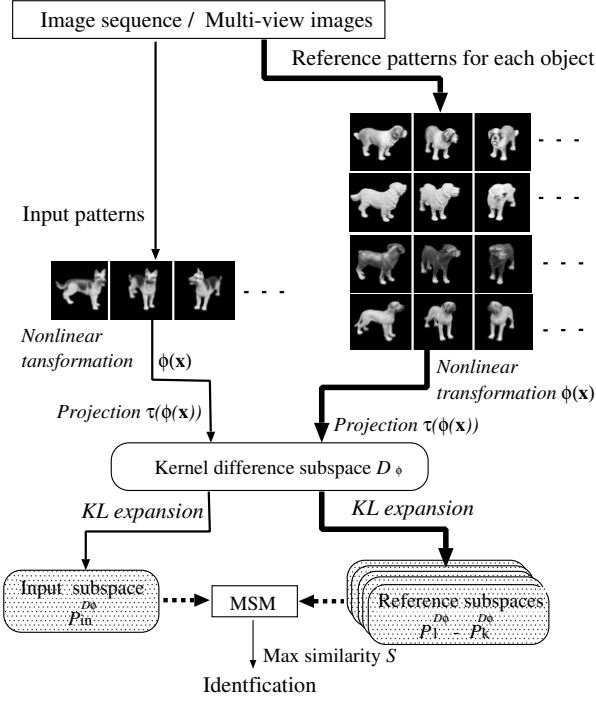 Image sequence / Multi-view images
Reference patterns for each object
- - -
- - -
Input patterns
- - -
- - -
- - -
Nonlinear
tansformation ϕ(x)
Nonlinear
transformation ϕ(x)
Projection τ(ϕ(x))
Projection τ(ϕ(x))
Kernel difference subspace D ϕ
KL expansion
KL expansion
Input subspace
P_in^Dϕ
MSM
Reference subspaces
P_1^Dϕ - P_k^Dϕ
Max similarity S
Identfication